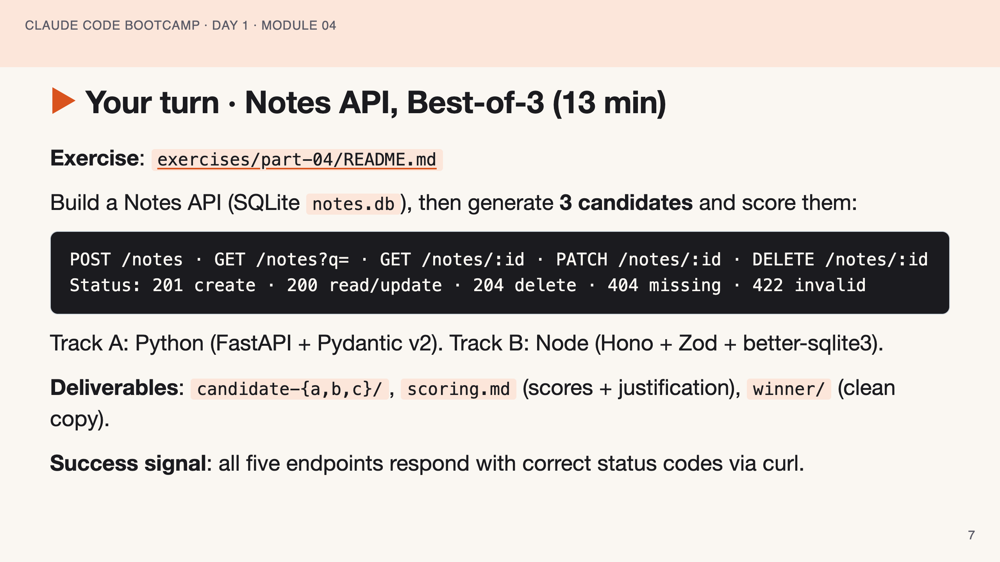 CLAUDE CODE BOOTCAMP · DAY 1 · MODULE 04
Your turn · Notes API, Best-of-3 (13 min)
Exercise: exercises/part-04/README.md
Build a Notes API (SQLite notes.db), then generate 3 candidates and score them:
POST /notes · GET /notes?q= · GET /notes/:id · PATCH /notes/:id · DELETE /notes/:id
Status: 201 create · 200 read/update · 204 delete · 404 missing · 422 invalid
Track A: Python (FastAPI + Pydantic v2). Track B: Node (Hono + Zod + better-sqlite3).
Deliverables: candidate-{a,b,c}/, scoring.md (scores + justification), winner/ (clean
copy).
Success signal: all five endpoints respond with correct status codes via curl.
7